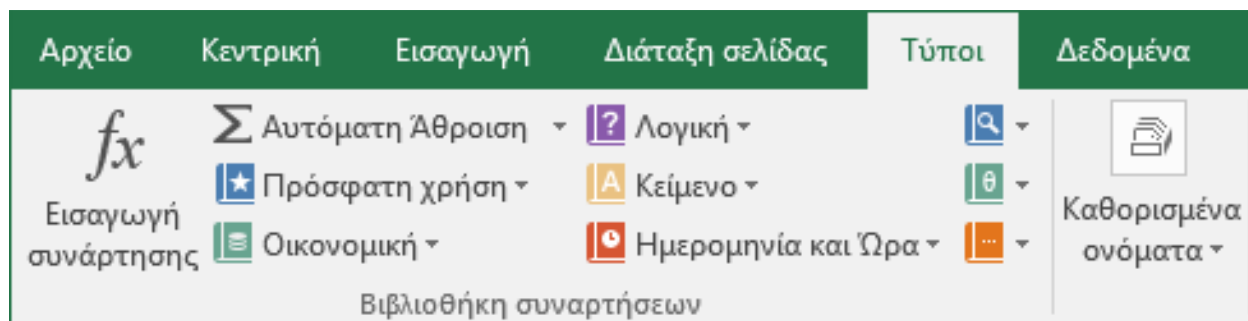 Αρχείο Κεντρική Εισαγωγή Διάταξη σελίδας Τύποι Δεδομένα
fx
Εισαγωγή
συνάρτησης
Σ Αυτόματη Άθροιση
Πρόσφατη χρήση
Οικονομική
? Λογική
A Κείμενο
Ημερομηνία και Ώρα
θ
Καθορισμένα
ονόματα
Βιβλιοθήκη συναρτήσεων